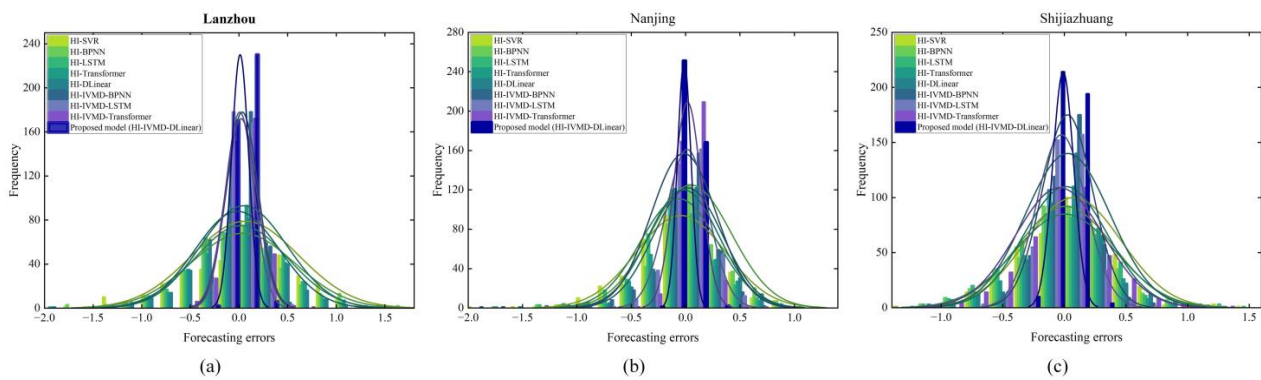 Lanzhou
240
200
160
120
80
40
0
Frequency
HI-SVR
HI-BPNN
HI-LSTM
HI-Transformer
HI-DLinear
HI-IVMD-BPNN
HI-IVMD-LSTM
HI-IVMD-Transformer
Proposed model (HI-IVMD-DLinear)
−2.0 −1.5 −1.0 −0.5 0.0 0.5 1.0 1.5
Forecasting errors
(a)
Nanjing
280
240
200
160
120
80
40
0
Frequency
HI-SVR
HI-BPNN
HI-LSTM
HI-Transformer
HI-DLinear
HI-IVMD-BPNN
HI-IVMD-LSTM
HI-IVMD-Transformer
Proposed model (HI-IVMD-DLinear)
−2.0 −1.5 −1.0 −0.5 0.0 0.5 1.0
Forecasting errors
(b)
Shijiazhuang
250
200
150
100
50
0
Frequency
HI-SVR
HI-BPNN
HI-LSTM
HI-Transformer
HI-DLinear
HI-IVMD-BPNN
HI-IVMD-LSTM
HI-IVMD-Transformer
Proposed model (HI-IVMD-DLinear)
−1.0 −0.5 0.0 0.5 1.0 1.5
Forecasting errors
(c)